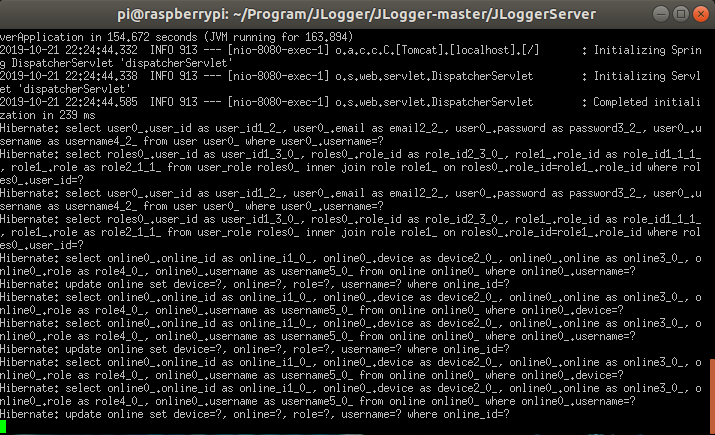 pi@raspberrypi: ~/Program/JLogger/JLogger-master/JLoggerServer
verApplication in 154.672 seconds (JVM running for 163.894)
2019-10-21 22:24:44.332  INFO 913 --- [nio-8080-exec-1] o.a.c.c.C.[Tomcat].[localhost].[/]       : Initializing Sprin
g DispatcherServlet 'dispatcherServlet'
2019-10-21 22:24:44.338  INFO 913 --- [nio-8080-exec-1] o.s.web.servlet.DispatcherServlet        : Initializing Servl
et 'dispatcherServlet'
2019-10-21 22:24:44.585  INFO 913 --- [nio-8080-exec-1] o.s.web.servlet.DispatcherServlet        : Completed initiali
zation in 239 ms
Hibernate: select user0_.user_id as user_id1_2_, user0_.email as email2_2_, user0_.password as password3_2_, user0_.u
sername as username4_2_ from user user0_ where user0_.username=?
Hibernate: select roles0_.user_id as user_id1_3_0_, roles0_.role_id as role_id2_3_0_, role1_.role_id as role_id1_1_1_
, role1_.role as role2_1_1_ from user_role roles0_ inner join role role1_ on roles0_.role_id=role1_.role_id where rol
es0_.user_id=?
Hibernate: select user0_.user_id as user_id1_2_, user0_.email as email2_2_, user0_.password as password3_2_, user0_.u
sername as username4_2_ from user user0_ where user0_.username=?
Hibernate: select roles0_.user_id as user_id1_3_0_, roles0_.role_id as role_id2_3_0_, role1_.role_id as role_id1_1_1_
, role1_.role as role2_1_1_ from user_role roles0_ inner join role role1_ on roles0_.role_id=role1_.role_id where rol
es0_.user_id=?
Hibernate: select online0_.online_id as online_i1_0_, online0_.device as device2_0_, online0_.online as online3_0_, o
nline0_.role as role4_0_, online0_.username as username5_0_ from online online0_ where online0_.username=?
Hibernate: update online set device=?, online=?, role=?, username=? where online_id=?
Hibernate: select online0_.online_id as online_i1_0_, online0_.device as device2_0_, online0_.online as online3_0_, o
nline0_.role as role4_0_, online0_.username as username5_0_ from online online0_ where online0_.device=?
Hibernate: select online0_.online_id as online_i1_0_, online0_.device as device2_0_, online0_.online as online3_0_, o
nline0_.role as role4_0_, online0_.username as username5_0_ from online online0_ where online0_.username=?
Hibernate: update online set device=?, online=?, role=?, username=? where online_id=?
Hibernate: select online0_.online_id as online_i1_0_, online0_.device as device2_0_, online0_.online as online3_0_, o
nline0_.role as role4_0_, online0_.username as username5_0_ from online online0_ where online0_.username=?
Hibernate: select online0_.online_id as online_i1_0_, online0_.device as device2_0_, online0_.online as online3_0_, o
nline0_.role as role4_0_, online0_.username as username5_0_ from online online0_ where online0_.username=?
Hibernate: update online set device=?, online=?, role=?, username=? where online_id=?